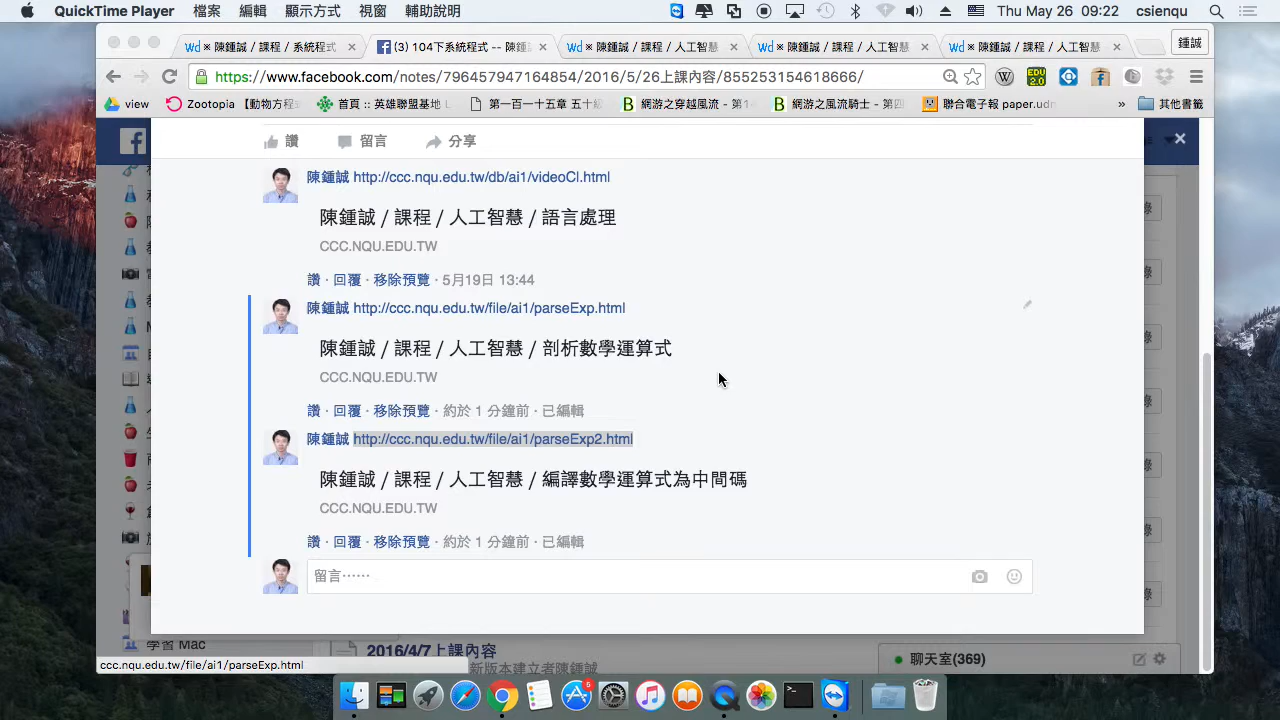 QuickTime Player 檔案 編輯 顯示方式 視窗 輔助說明 Thu May 26 09:22 csienqu
Wd ※ 陳鍾誠 / 課程 / 系統程式
(3) 104下系統程式 -- 陳鍾
Wd ※ 陳鍾誠 / 課程 / 人工智慧
Wd ※ 陳鍾誠 / 課程 / 人工智慧
Wd ※ 陳鍾誠 / 課程 / 人工智慧
鍾誠
https://www.facebook.com/notes/796457947164854/2016/5/26上課內容/855253154618666/
view
Zootopia 【動物方程
首頁 :: 英雄聯盟基地
第一百一十五章 五十級
網游之穿越風流 - 第1
網游之風流騎士 - 第四
聯合電子報 paper.udn
» 其他書籤
讚 留言 分享
陳鍾誠 http://ccc.nqu.edu.tw/db/ai1/videoCl.html
陳鍾誠 / 課程 / 人工智慧 / 語言處理
CCC.NQU.EDU.TW
讚 · 回覆 · 移除預覽 · 5月19日 13:44
陳鍾誠 http://ccc.nqu.edu.tw/file/ai1/parseExp.html
陳鍾誠 / 課程 / 人工智慧 / 剖析數學運算式
CCC.NQU.EDU.TW
讚 · 回覆 · 移除預覽 · 約於 1 分鐘前 · 已編輯
陳鍾誠 http://ccc.nqu.edu.tw/file/ai1/parseExp2.html
陳鍾誠 / 課程 / 人工智慧 / 編譯數學運算式為中間碼
CCC.NQU.EDU.TW
讚 · 回覆 · 移除預覽 · 約於 1 分鐘前 · 已編輯
留言⋯⋯
學習 Mac
2016/4/7上課內容
新版本建立者陳鍾誠
聊天室(369)
ccc.nqu.edu.tw/file/ai1/parseExp.html